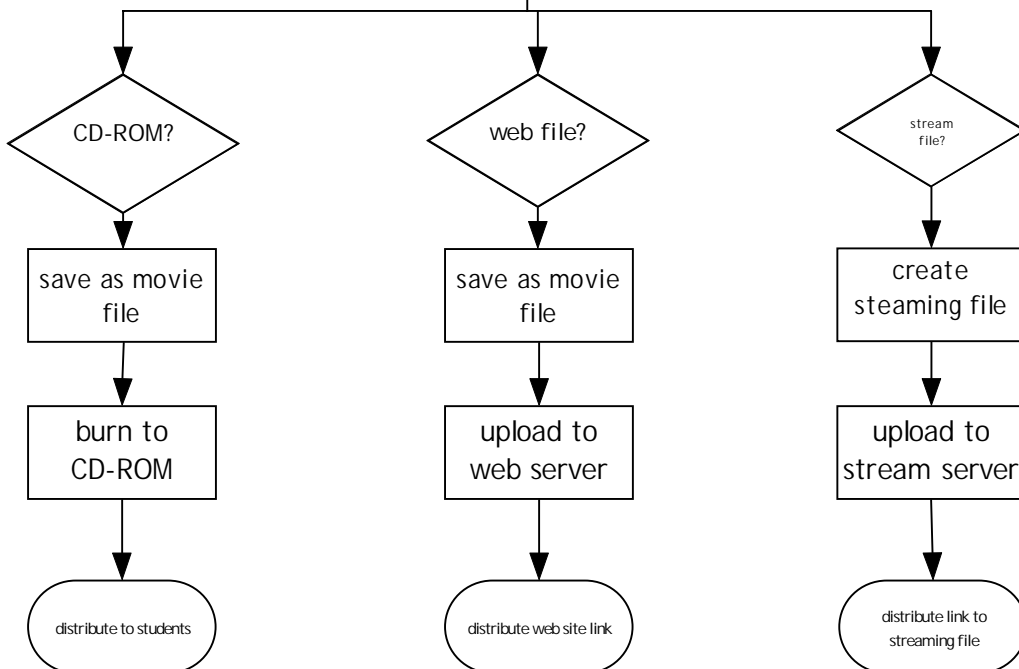 CD-ROM?
save as movie
file
burn to
CD-ROM
distribute to students
web file?
save as movie
file
upload to
web server
distribute web site link
stream
file?
create
steaming file
upload to
stream server
distribute link to
streaming file